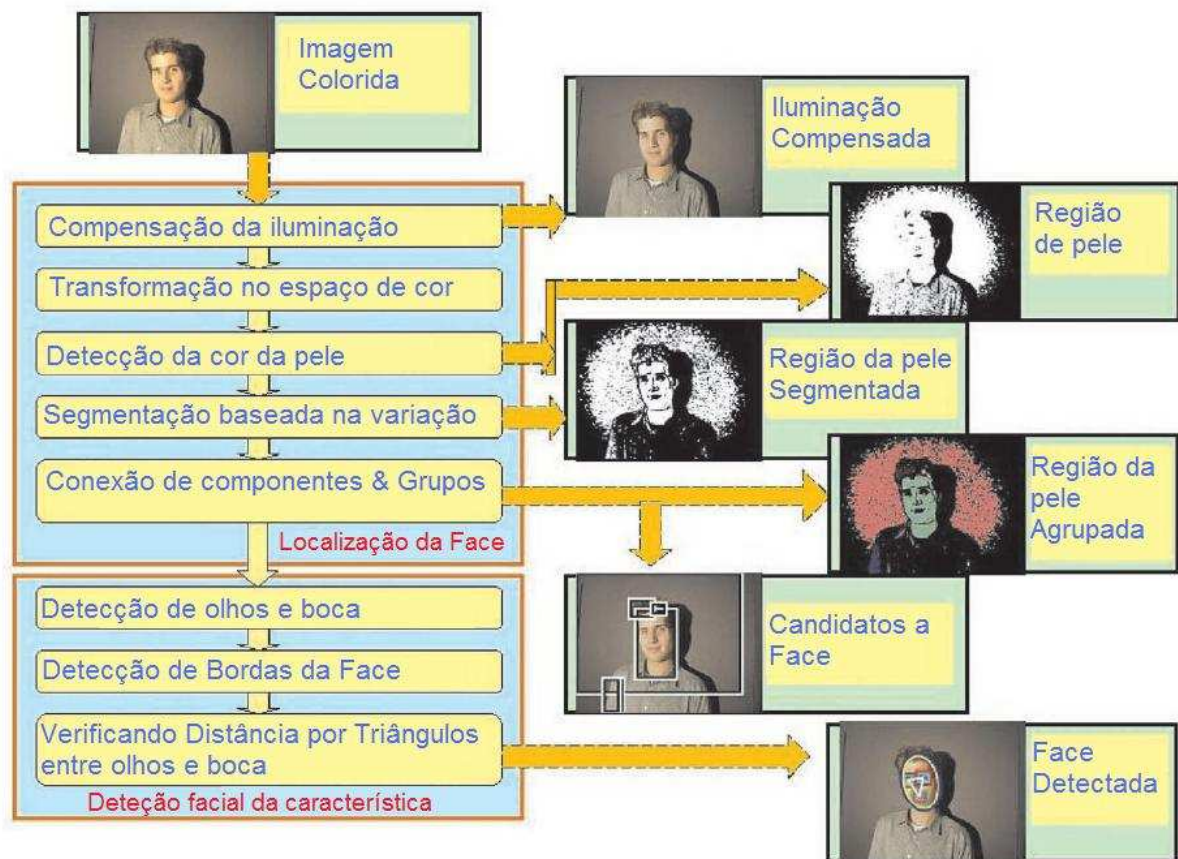 Imagem
Colorida
Iluminação
Compensada
Região
de pele
Compensação da iluminação
Transformação no espaço de cor
Detecção da cor da pele
Segmentação baseada na variação
Conexão de componentes & Grupos
Localização da Face
Região da pele
Segmentada
Região da
pele
Agrupada
Candidatos a
Face
Detecção de olhos e boca
Detecção de Bordas da Face
Verificando Distância por Triângulos
entre olhos e boca
Deteção facial da característica
Face
Detectada